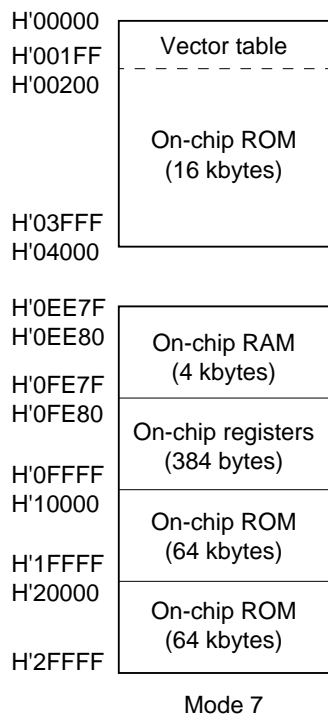 H'00000
Vector table
H'001FF
H'00200
On-chip ROM
(16 kbytes)
H'03FFF
H'04000
H'0EE7F
H'0EE80
On-chip RAM
(4 kbytes)
H'0FE7F
H'0FE80
On-chip registers
(384 bytes)
H'0FFFF
H'10000
On-chip ROM
(64 kbytes)
H'1FFFF
H'20000
On-chip ROM
(64 kbytes)
H'2FFFF
Mode 7